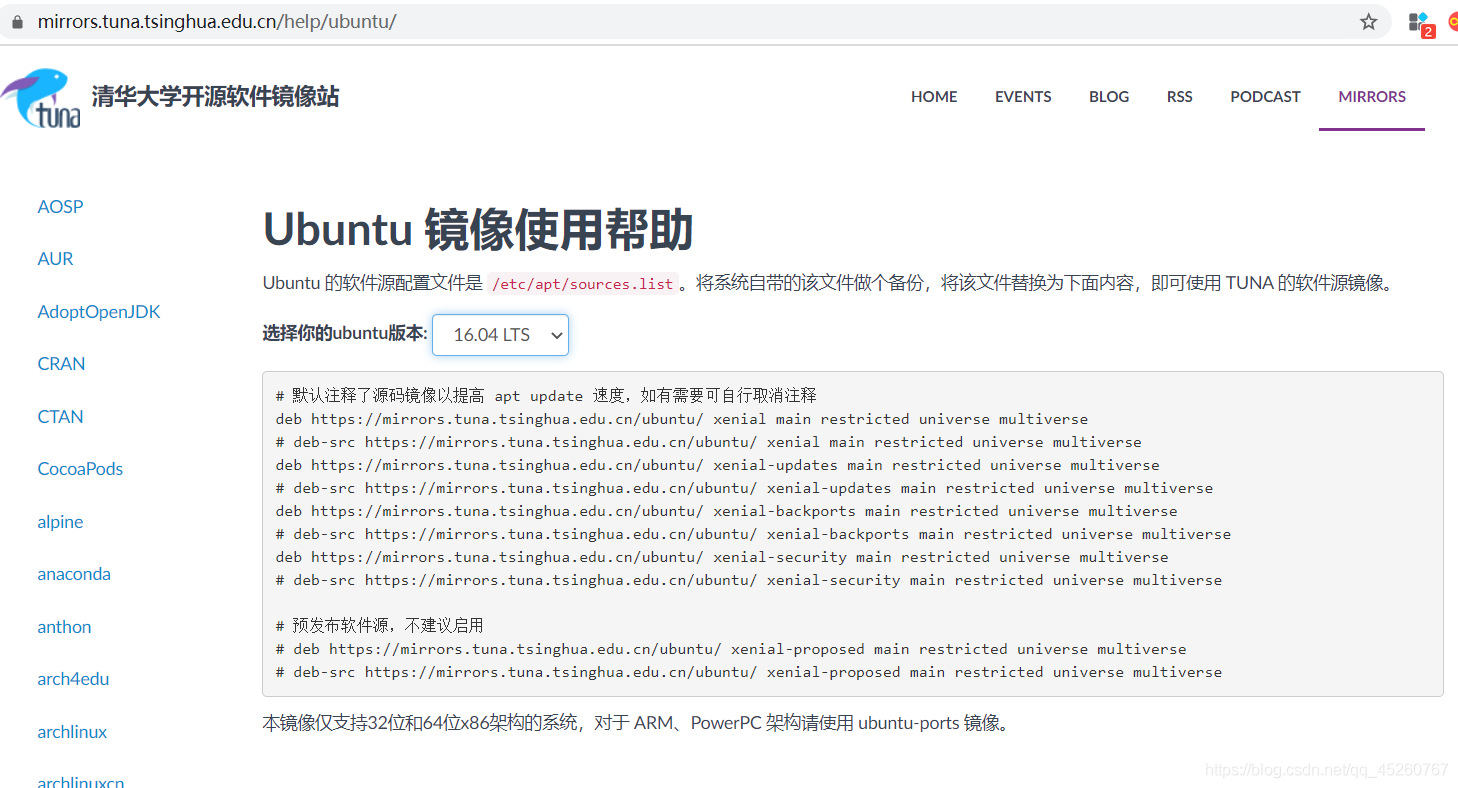 mirrors.tuna.tsinghua.edu.cn/help/ubuntu/
2
tuna
清华大学开源软件镜像站
HOME EVENTS BLOG RSS PODCAST MIRRORS
AOSP
AUR
AdoptOpenJDK
CRAN
CTAN
CocoaPods
alpine
anaconda
anthon
arch4edu
archlinux
archlinuxcn
Ubuntu 镜像使用帮助
Ubuntu 的软件源配置文件是 /etc/apt/sources.list 。将系统自带的该文件做个备份，将该文件替换为下面内容，即可使用 TUNA 的软件源镜像。
选择你的ubuntu版本: 16.04 LTS
# 默认注释了源码镜像以提高 apt update 速度，如有需要可自行取消注释
deb https://mirrors.tuna.tsinghua.edu.cn/ubuntu/ xenial main restricted universe multiverse
# deb-src https://mirrors.tuna.tsinghua.edu.cn/ubuntu/ xenial main restricted universe multiverse
deb https://mirrors.tuna.tsinghua.edu.cn/ubuntu/ xenial-updates main restricted universe multiverse
# deb-src https://mirrors.tuna.tsinghua.edu.cn/ubuntu/ xenial-updates main restricted universe multiverse
deb https://mirrors.tuna.tsinghua.edu.cn/ubuntu/ xenial-backports main restricted universe multiverse
# deb-src https://mirrors.tuna.tsinghua.edu.cn/ubuntu/ xenial-backports main restricted universe multiverse
deb https://mirrors.tuna.tsinghua.edu.cn/ubuntu/ xenial-security main restricted universe multiverse
# deb-src https://mirrors.tuna.tsinghua.edu.cn/ubuntu/ xenial-security main restricted universe multiverse
# 预发布软件源，不建议启用
# deb https://mirrors.tuna.tsinghua.edu.cn/ubuntu/ xenial-proposed main restricted universe multiverse
# deb-src https://mirrors.tuna.tsinghua.edu.cn/ubuntu/ xenial-proposed main restricted universe multiverse
本镜像仅支持32位和64位x86架构的系统，对于 ARM、PowerPC 架构请使用 ubuntu-ports 镜像。
https://blog.csdn.net/qq_45260767